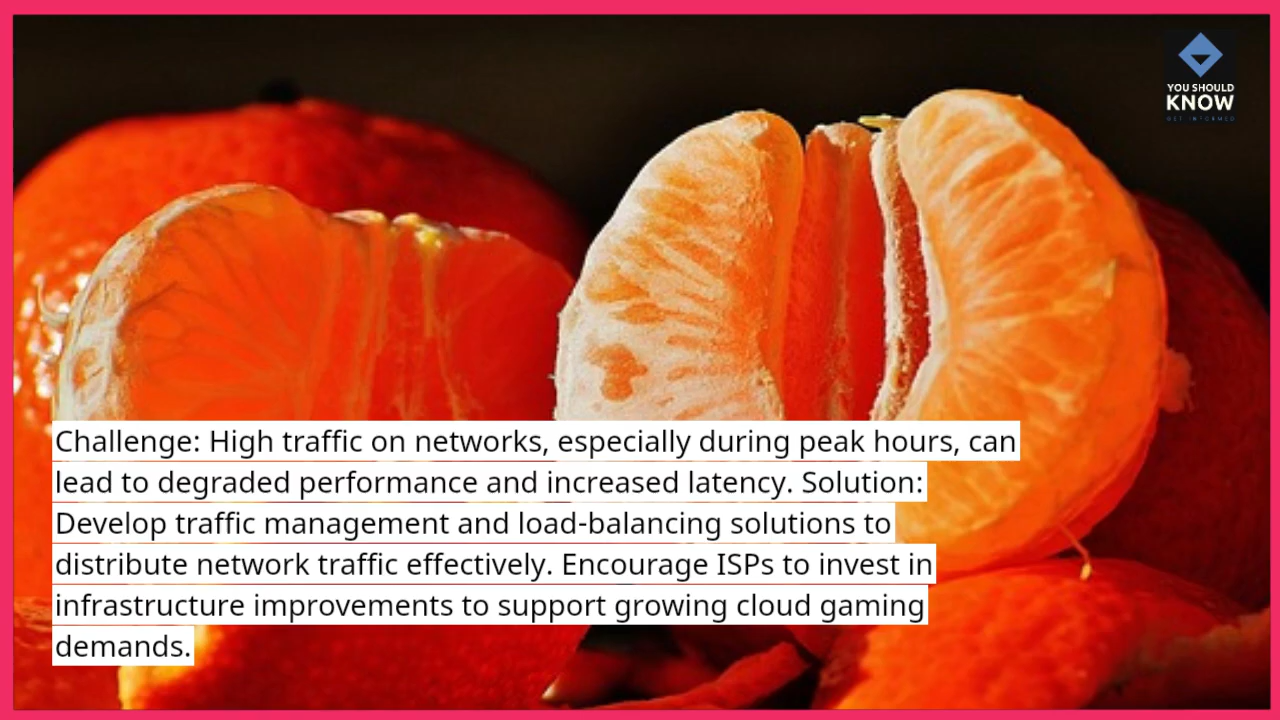 YOU SHOULD
KNOW
GET INFORMED
Challenge: High traffic on networks, especially during peak hours, can
lead to degraded performance and increased latency. Solution:
Develop traffic management and load-balancing solutions to
distribute network traffic effectively. Encourage ISPs to invest in
infrastructure improvements to support growing cloud gaming
demands.